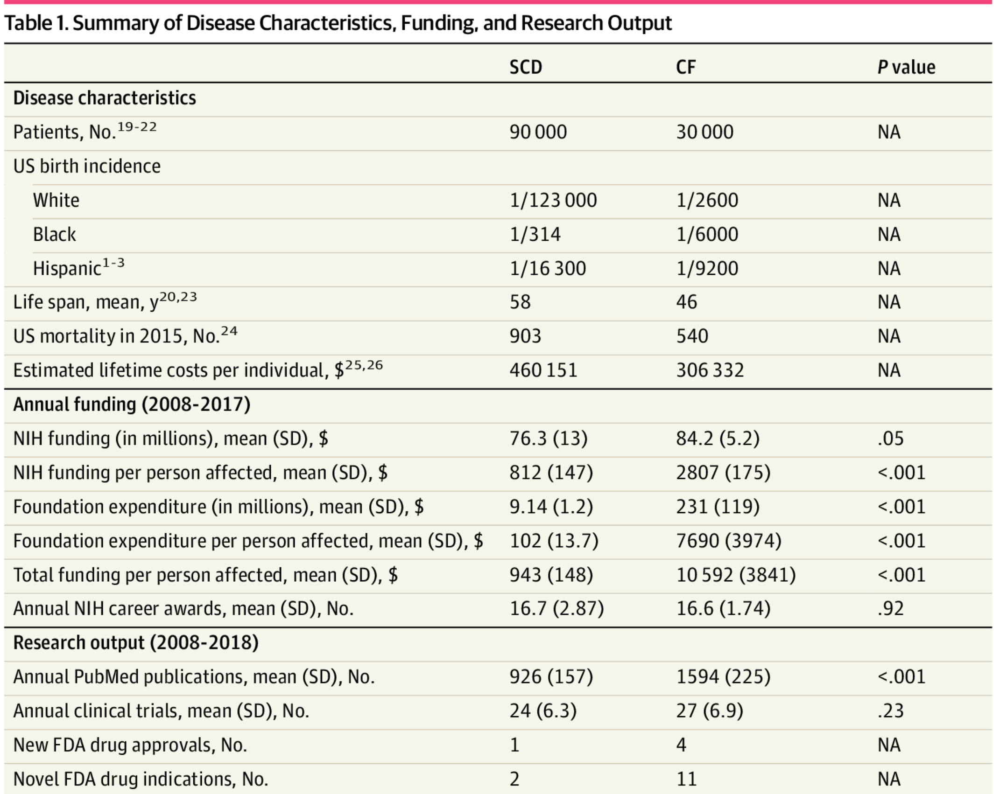 Table 1. Summary of Disease Characteristics, Funding, and Research Output
SCD CF P value
Disease characteristics
Patients, No.19-22 90 000 30 000 NA
US birth incidence
White 1/123 000 1/2600 NA
Black 1/314 1/6000 NA
Hispanic1-3 1/16 300 1/9200 NA
Life span, mean, y20,23 58 46 NA
US mortality in 2015, No.24 903 540 NA
Estimated lifetime costs per individual, $25,26 460 151 306 332 NA
Annual funding (2008-2017)
NIH funding (in millions), mean (SD), $ 76.3 (13) 84.2 (5.2) .05
NIH funding per person affected, mean (SD), $ 812 (147) 2807 (175) <.001
Foundation expenditure (in millions), mean (SD), $ 9.14 (1.2) 231 (119) <.001
Foundation expenditure per person affected, mean (SD), $ 102 (13.7) 7690 (3974) <.001
Total funding per person affected, mean (SD), $ 943 (148) 10 592 (3841) <.001
Annual NIH career awards, mean (SD), No. 16.7 (2.87) 16.6 (1.74) .92
Research output (2008-2018)
Annual PubMed publications, mean (SD), No. 926 (157) 1594 (225) <.001
Annual clinical trials, mean (SD), No. 24 (6.3) 27 (6.9) .23
New FDA drug approvals, No. 1 4 NA
Novel FDA drug indications, No. 2 11 NA